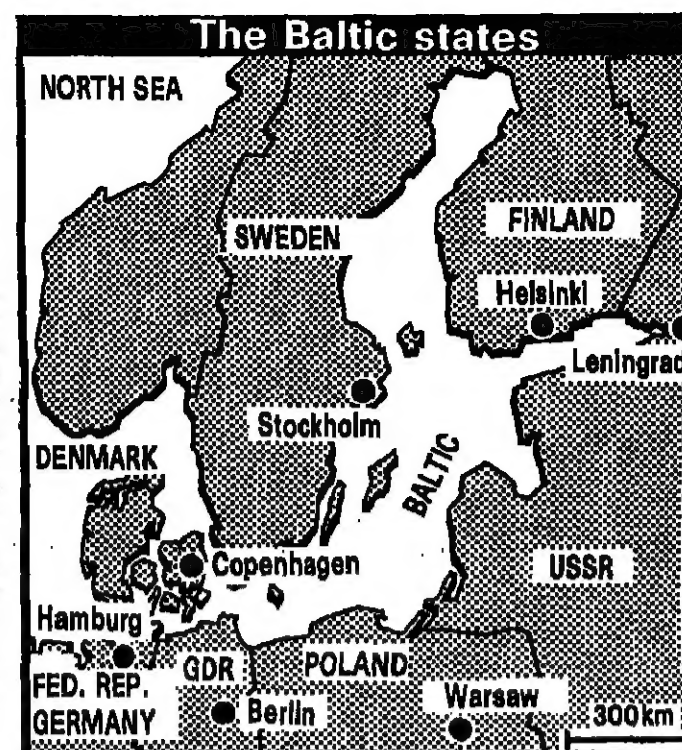 The Baltic states
NORTH SEA
SWEDEN
FINLAND
Helsinki
Leningrad
Stockholm
DENMARK
BALTIC
Copenhagen
USSR
Hamburg
GDR
POLAND
FED. REP.
GERMANY
Berlin
Warsaw
300km